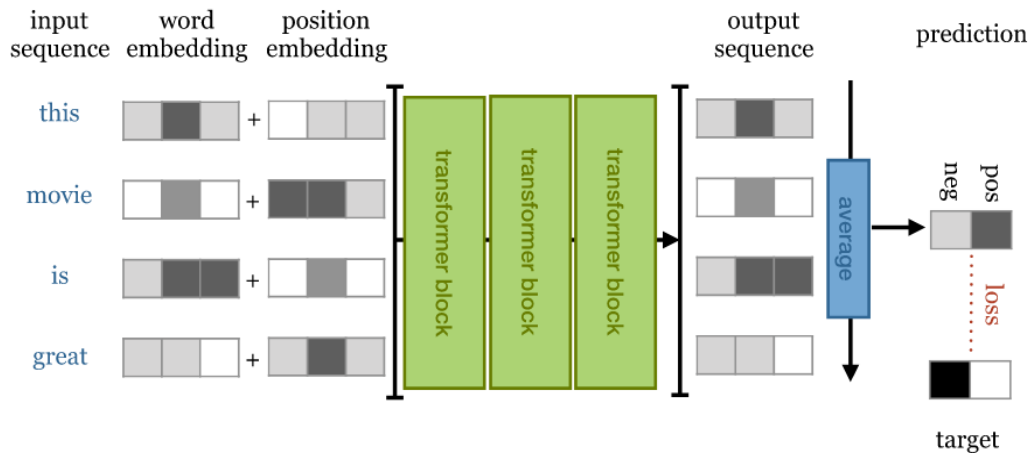 input
sequence
word
embedding
position
embedding
output
sequence
prediction
this
+
movie
+
is
+
great
+
transformer block
transformer block
transformer block
average
neg
pos
loss
target